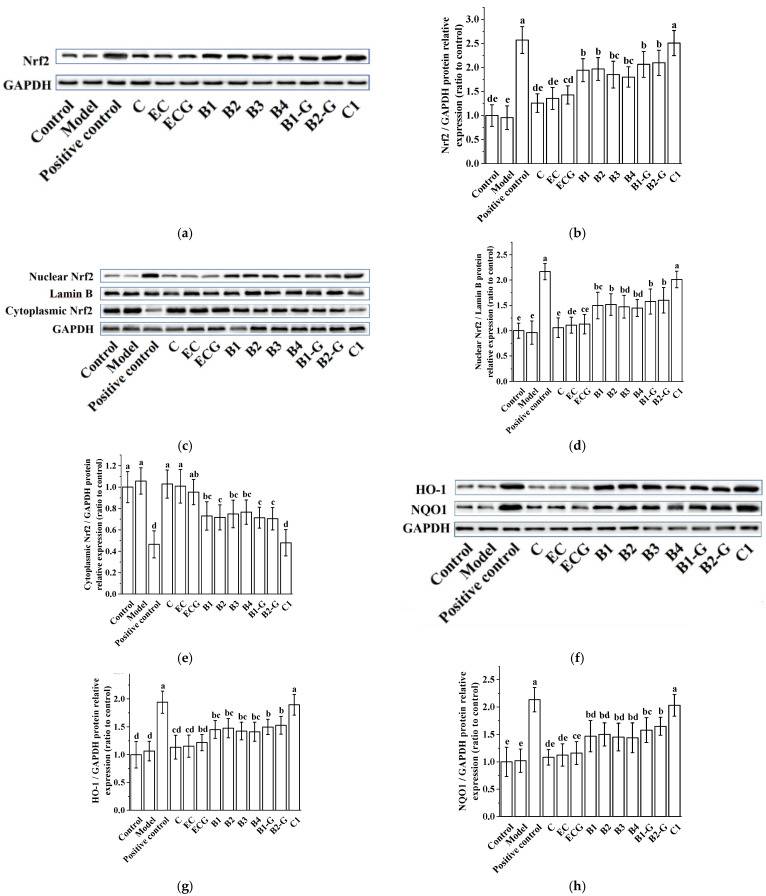 Nrf2
GAPDH
Control
Model
Positive control
C
EC
ECG
B1
B2
B3
B4
B1-G
B2-G
C1
(a)
Nrf2 / GAPDH protein relative
expression (ratio to control)
3.0
2.5
2.0
1.5
1.0
0.5
0.0
de
e
a
de
de
cd
b
b
b
b
b
b
a
Control
Model
Positive control
C
EC
ECG
B1
B2
B3
B4
B1-G
B2-G
C1
(b)
Nuclear Nrf2
Lamin B
Cytoplasmic Nrf2
GAPDH
Control
Model
Positive control
C
EC
ECG
B1
B2
B3
B4
B1-G
B2-G
C1
(c)
Nuclear Nrf2 / Lamin B protein
relative expression (ratio to control)
2.5
2.0
1.5
1.0
0.5
0.0
e
e
a
e
de
ce
bc
b
bd
bd
b
b
a
Control
Model
Positive control
C
EC
ECG
B1
B2
B3
B4
B1-G
B2-G
C1
(d)
Cytoplasmic Nrf2 / GAPDH protein
relative expression (ratio to control)
1.2
1.0
0.8
0.6
0.4
0.2
0.0
a
a
d
a
a
ab
bc
c
bc
bc
c
c
d
Control
Model
Positive control
C
EC
ECG
B1
B2
B3
B4
B1-G
B2-G
C1
(e)
HO-1
NQO1
GAPDH
Control
Model
Positive control
C
EC
ECG
B1
B2
B3
B4
B1-G
B2-G
C1
(f)
HO-1 / GAPDH protein relative
expression (ratio to control)
2.0
1.5
1.0
0.5
0.0
d
d
a
cd
cd
bd
bc
bc
bc
bc
b
b
a
Control
Model
Positive control
C
EC
ECG
B1
B2
B3
B4
B1-G
B2-G
C1
(g)
NQO1 / GAPDH protein relative
expression (ratio to control)
2.5
2.0
1.5
1.0
0.5
0.0
e
e
a
de
de
ce
bd
bd
bd
bd
bc
b
a
Control
Model
Positive control
C
EC
ECG
B1
B2
B3
B4
B1-G
B2-G
C1
(h)